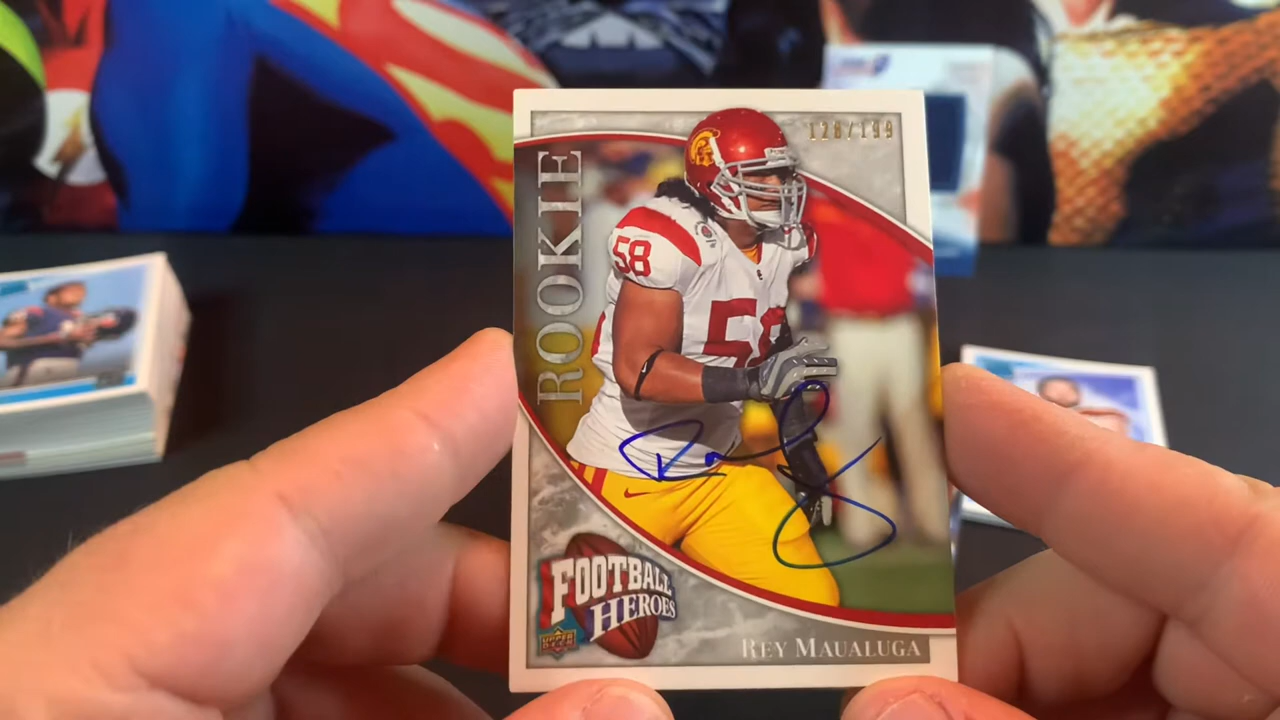 128/199
ROOKIE
58
58
FOOTBALL
HEROES
UPPER
DECK
REY MAUALUGA